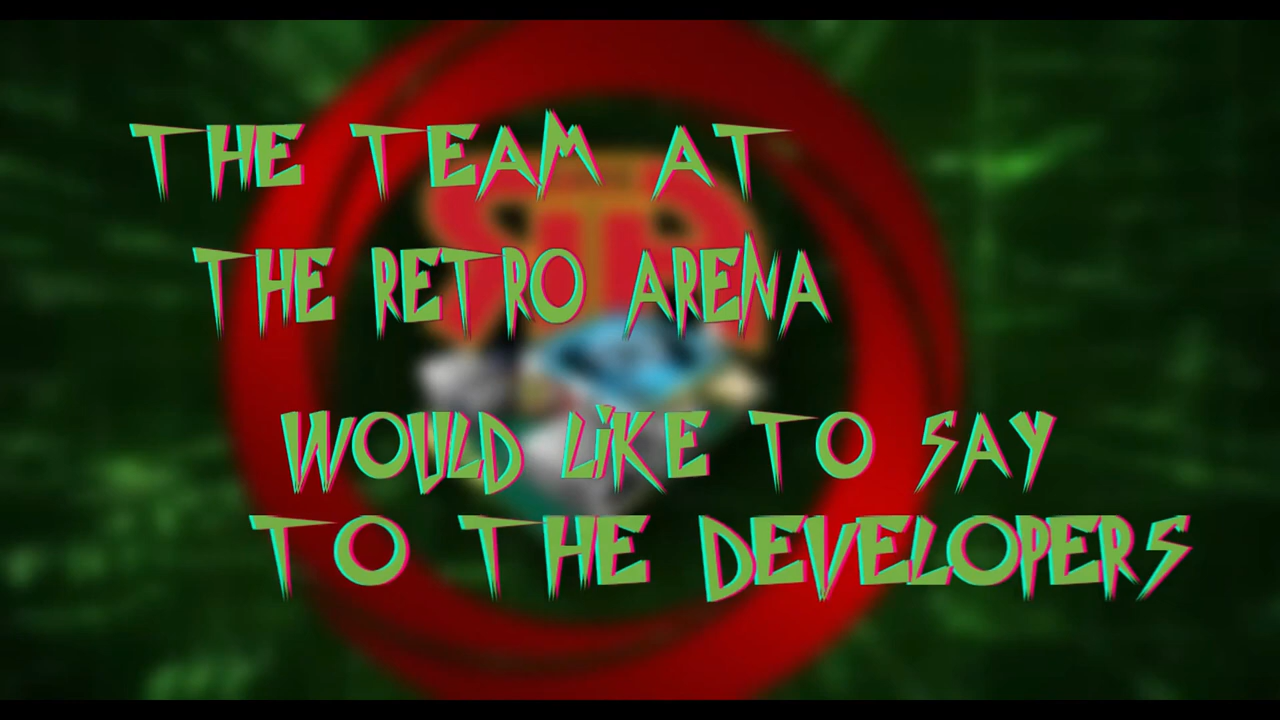 THE TEAM AT
THE RETRO ARENA
WOULD LiKE TO SAY
TO THE DEVELOPERS